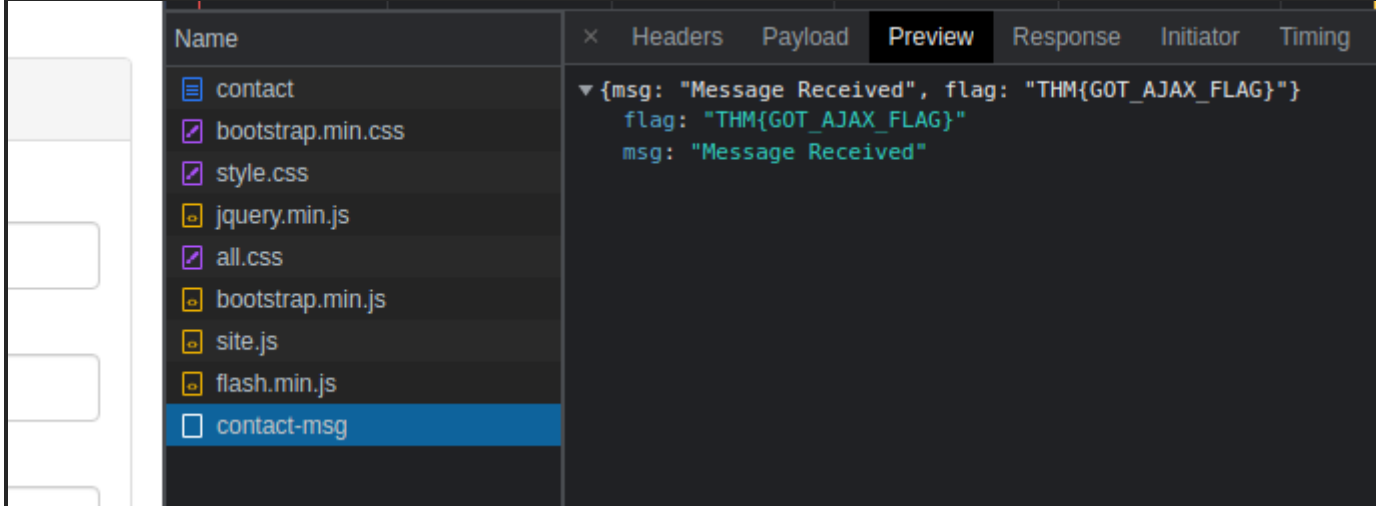 Name
contact
bootstrap.min.css
style.css
jquery.min.js
all.css
bootstrap.min.js
site.js
flash.min.js
contact-msg
× Headers Payload Preview Response Initiator Timing
▼{msg: "Message Received", flag: "THM{GOT_AJAX_FLAG}"}
flag: "THM{GOT_AJAX_FLAG}"
msg: "Message Received"